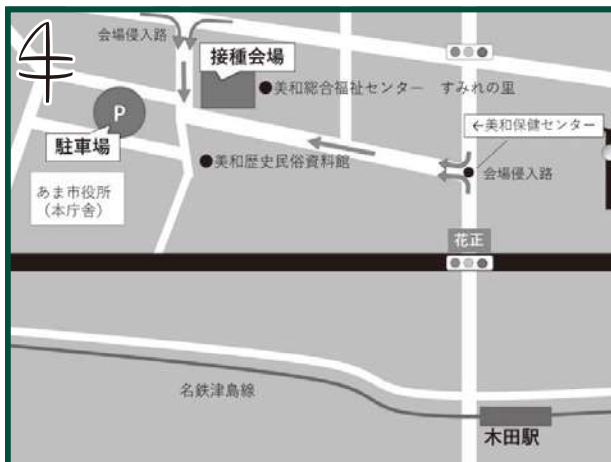 会場侵入路
接種会場
●美和総合福祉センター すみれの里
P
駐車場
←美和保健センター
●美和歴史民俗資料館
会場侵入路
あま市役所
(本庁舎)
花正
名鉄津島線
木田駅